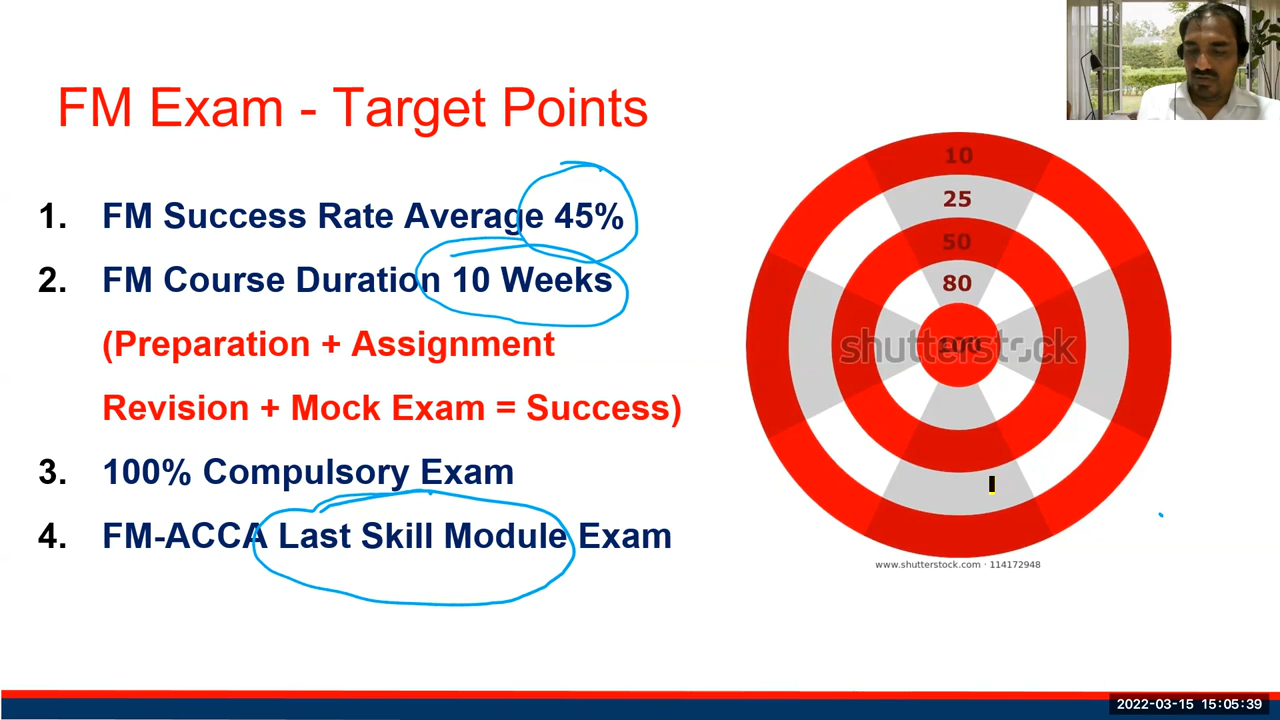 FM Exam - Target Points
1. FM Success Rate Average 45%
2. FM Course Duration 10 Weeks
(Preparation + Assignment
Revision + Mock Exam = Success)
3. 100% Compulsory Exam
4. FM-ACCA Last Skill Module Exam
10
25
50
80
100
shutterstock
www.shutterstock.com · 114172948
2022-03-15 15:05:39